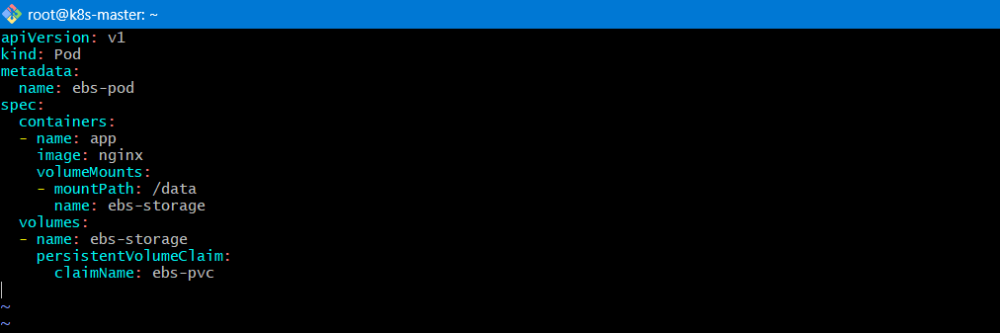 root@k8s-master: ~
apiVersion: v1
kind: Pod
metadata:
  name: ebs-pod
spec:
  containers:
  - name: app
    image: nginx
    volumeMounts:
    - mountPath: /data
      name: ebs-storage
  volumes:
  - name: ebs-storage
    persistentVolumeClaim:
      claimName: ebs-pvc
~
~